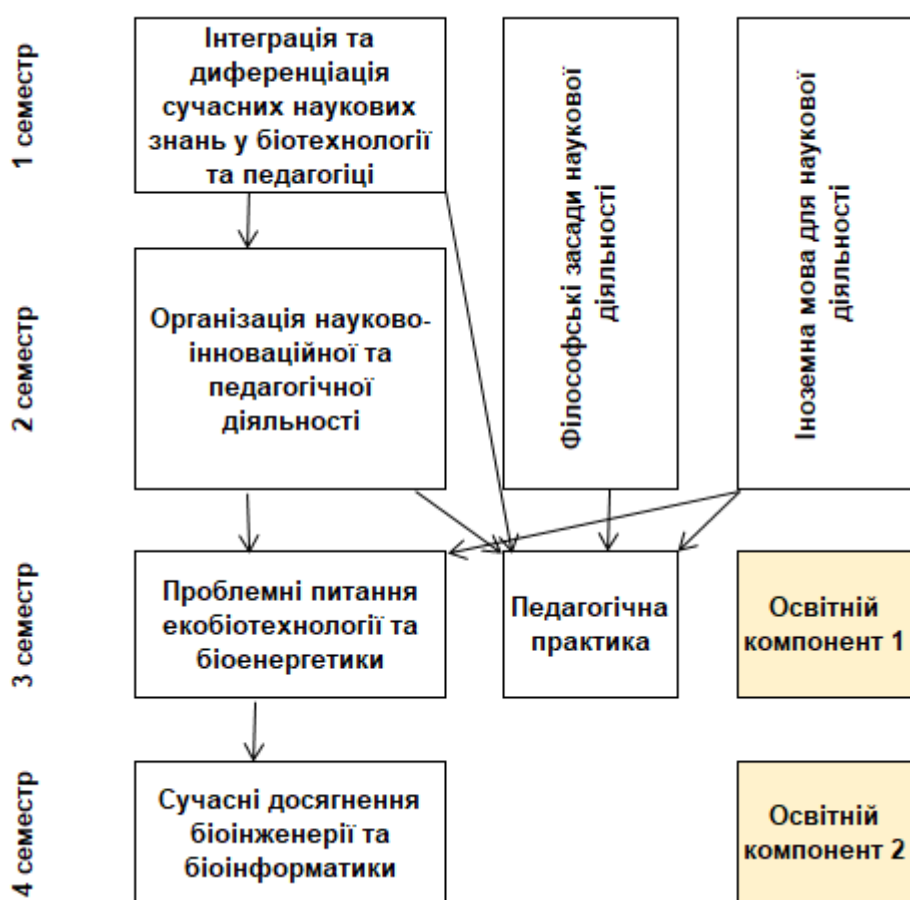 1 семестр
Інтеграція та
диференціація
сучасних наукових
знань у біотехнології
та педагогіці
Філософські засади наукової
діяльності
Іноземна мова для наукової
діяльності
2 семестр
Організація науково-
інноваційної та
педагогічної
діяльності
3 семестр
Проблемні питання
екобіотехнології та
біоенергетики
Педагогічна
практика
Освітній
компонент 1
4 семестр
Сучасні досягнення
біоінженерії та
біоінформатики
Освітній
компонент 2